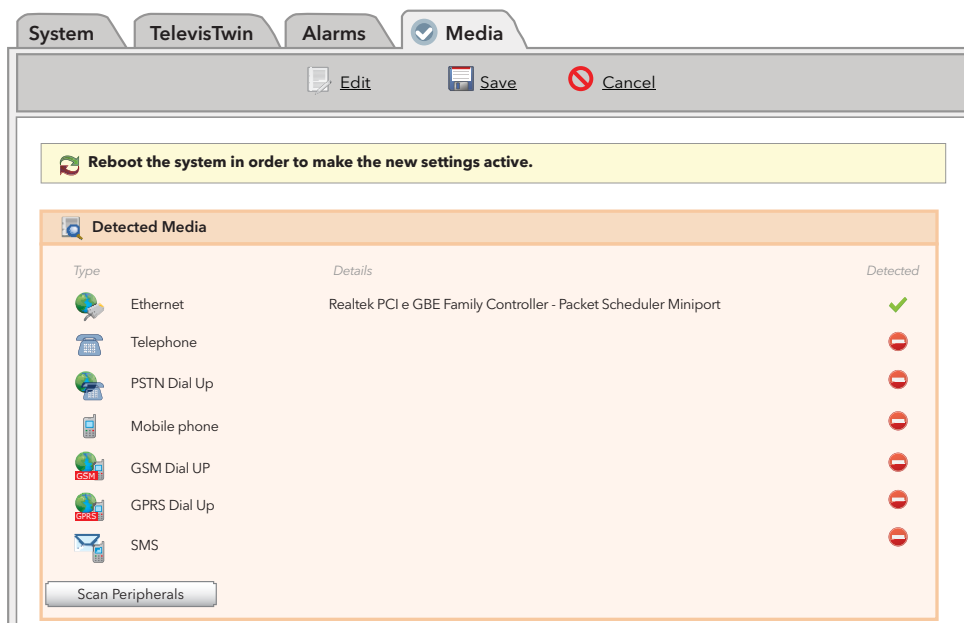 System TelevisTwin Alarms Media
Edit Save Cancel
Reboot the system in order to make the new settings active.
Detected Media
Type Details Detected
Ethernet Realtek PCI e GBE Family Controller - Packet Scheduler Miniport
Telephone
PSTN Dial Up
Mobile phone
GSM GSM Dial UP
GPRS GPRS Dial Up
SMS
Scan Peripherals